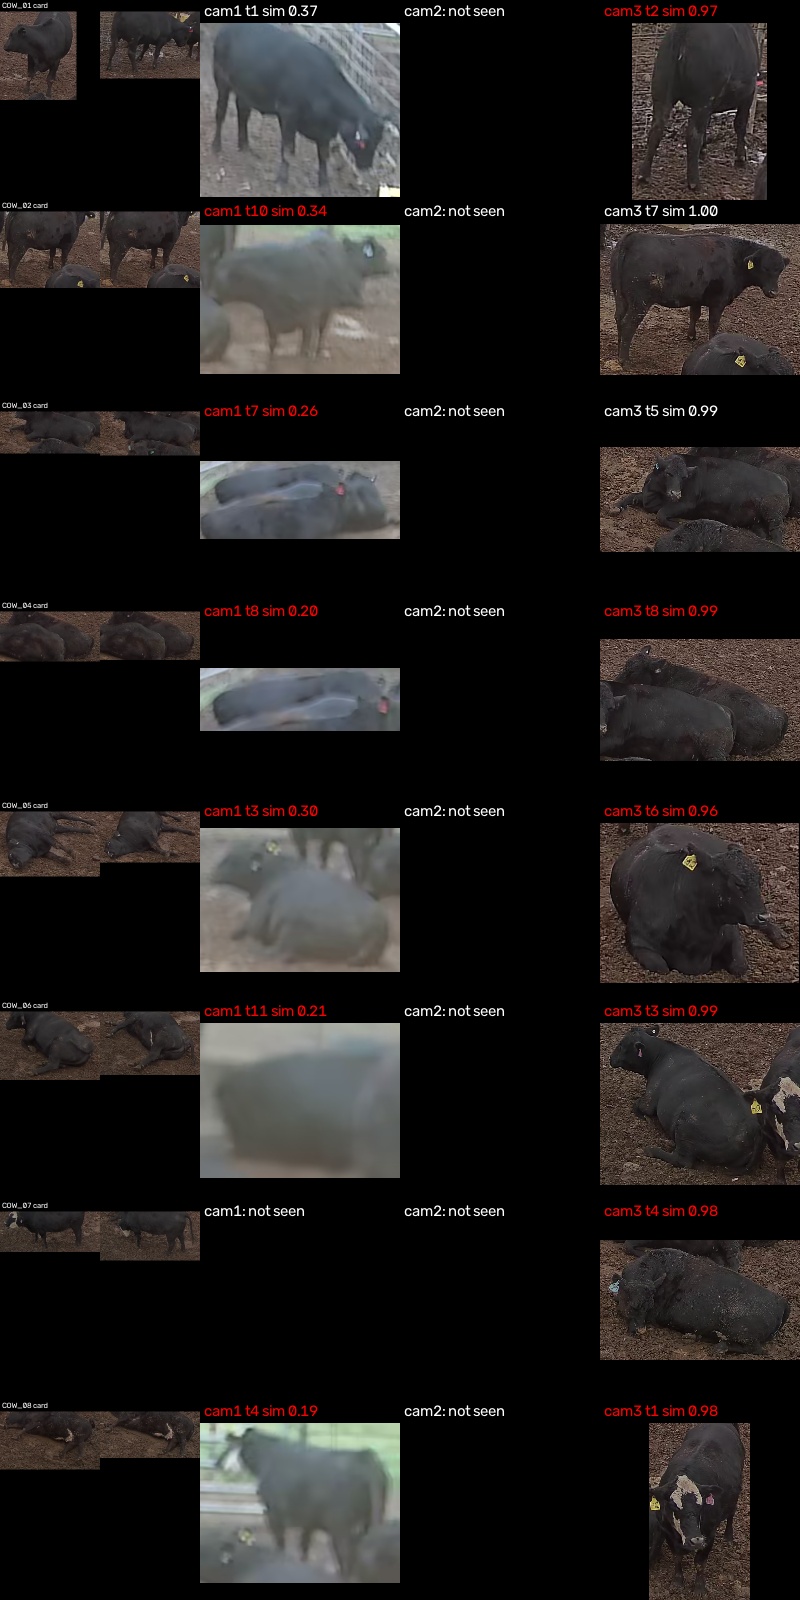 COW_01 card
cam1 t1 sim 0.37
cam2: not seen
cam3 t2 sim 0.97
COW_02 card
cam1 t10 sim 0.34
cam2: not seen
cam3 t7 sim 1.00
COW_03 card
cam1 t7 sim 0.26
cam2: not seen
cam3 t5 sim 0.99
COW_04 card
cam1 t8 sim 0.20
cam2: not seen
cam3 t8 sim 0.99
COW_05 card
cam1 t3 sim 0.30
cam2: not seen
cam3 t6 sim 0.96
COW_06 card
cam1 t11 sim 0.21
cam2: not seen
cam3 t3 sim 0.99
COW_07 card
cam1: not seen
cam2: not seen
cam3 t4 sim 0.98
COW_08 card
cam1 t4 sim 0.19
cam2: not seen
cam3 t1 sim 0.98